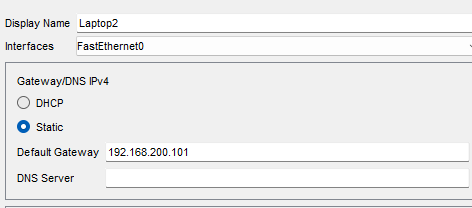 Display Name Laptop2
Interfaces FastEthernet0
Gateway/DNS IPv4
DHCP
Static
Default Gateway 192.168.200.101
DNS Server